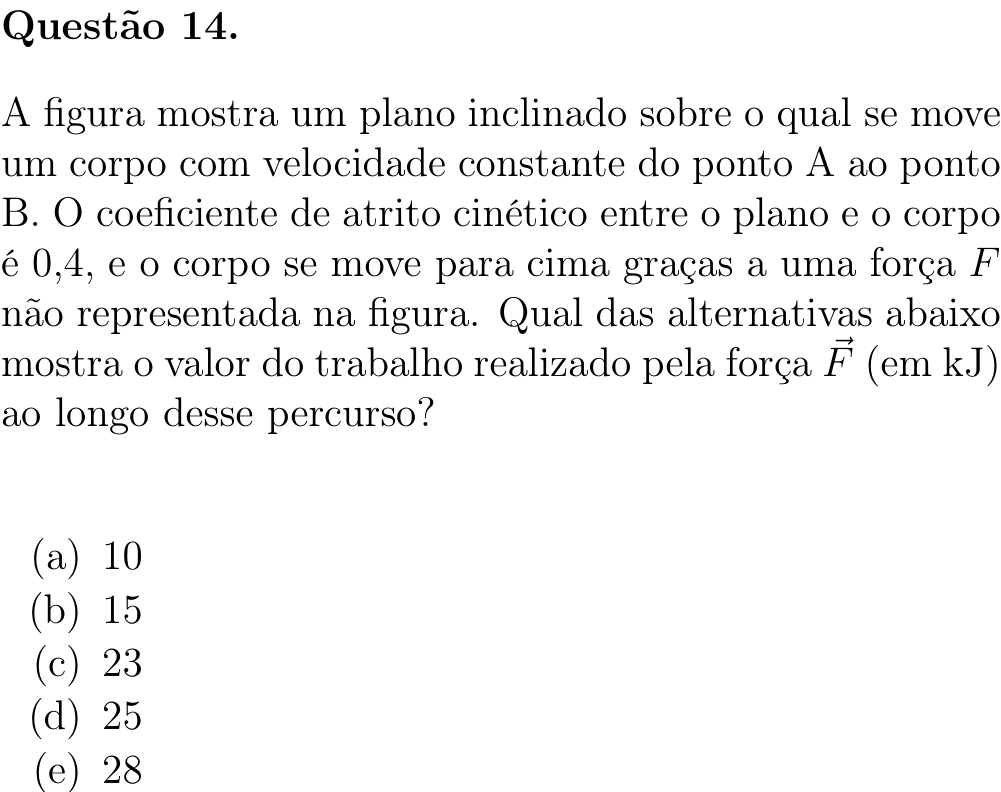 Questão 14.
A figura mostra um plano inclinado sobre o qual se move
um corpo com velocidade constante do ponto A ao ponto
B. O coeficiente de atrito cinético entre o plano e o corpo
é 0,4, e o corpo se move para cima graças a uma força F
não representada na figura. Qual das alternativas abaixo
mostra o valor do trabalho realizado pela força F⃗ (em kJ)
ao longo desse percurso?
(a) 10
(b) 15
(c) 23
(d) 25
(e) 28